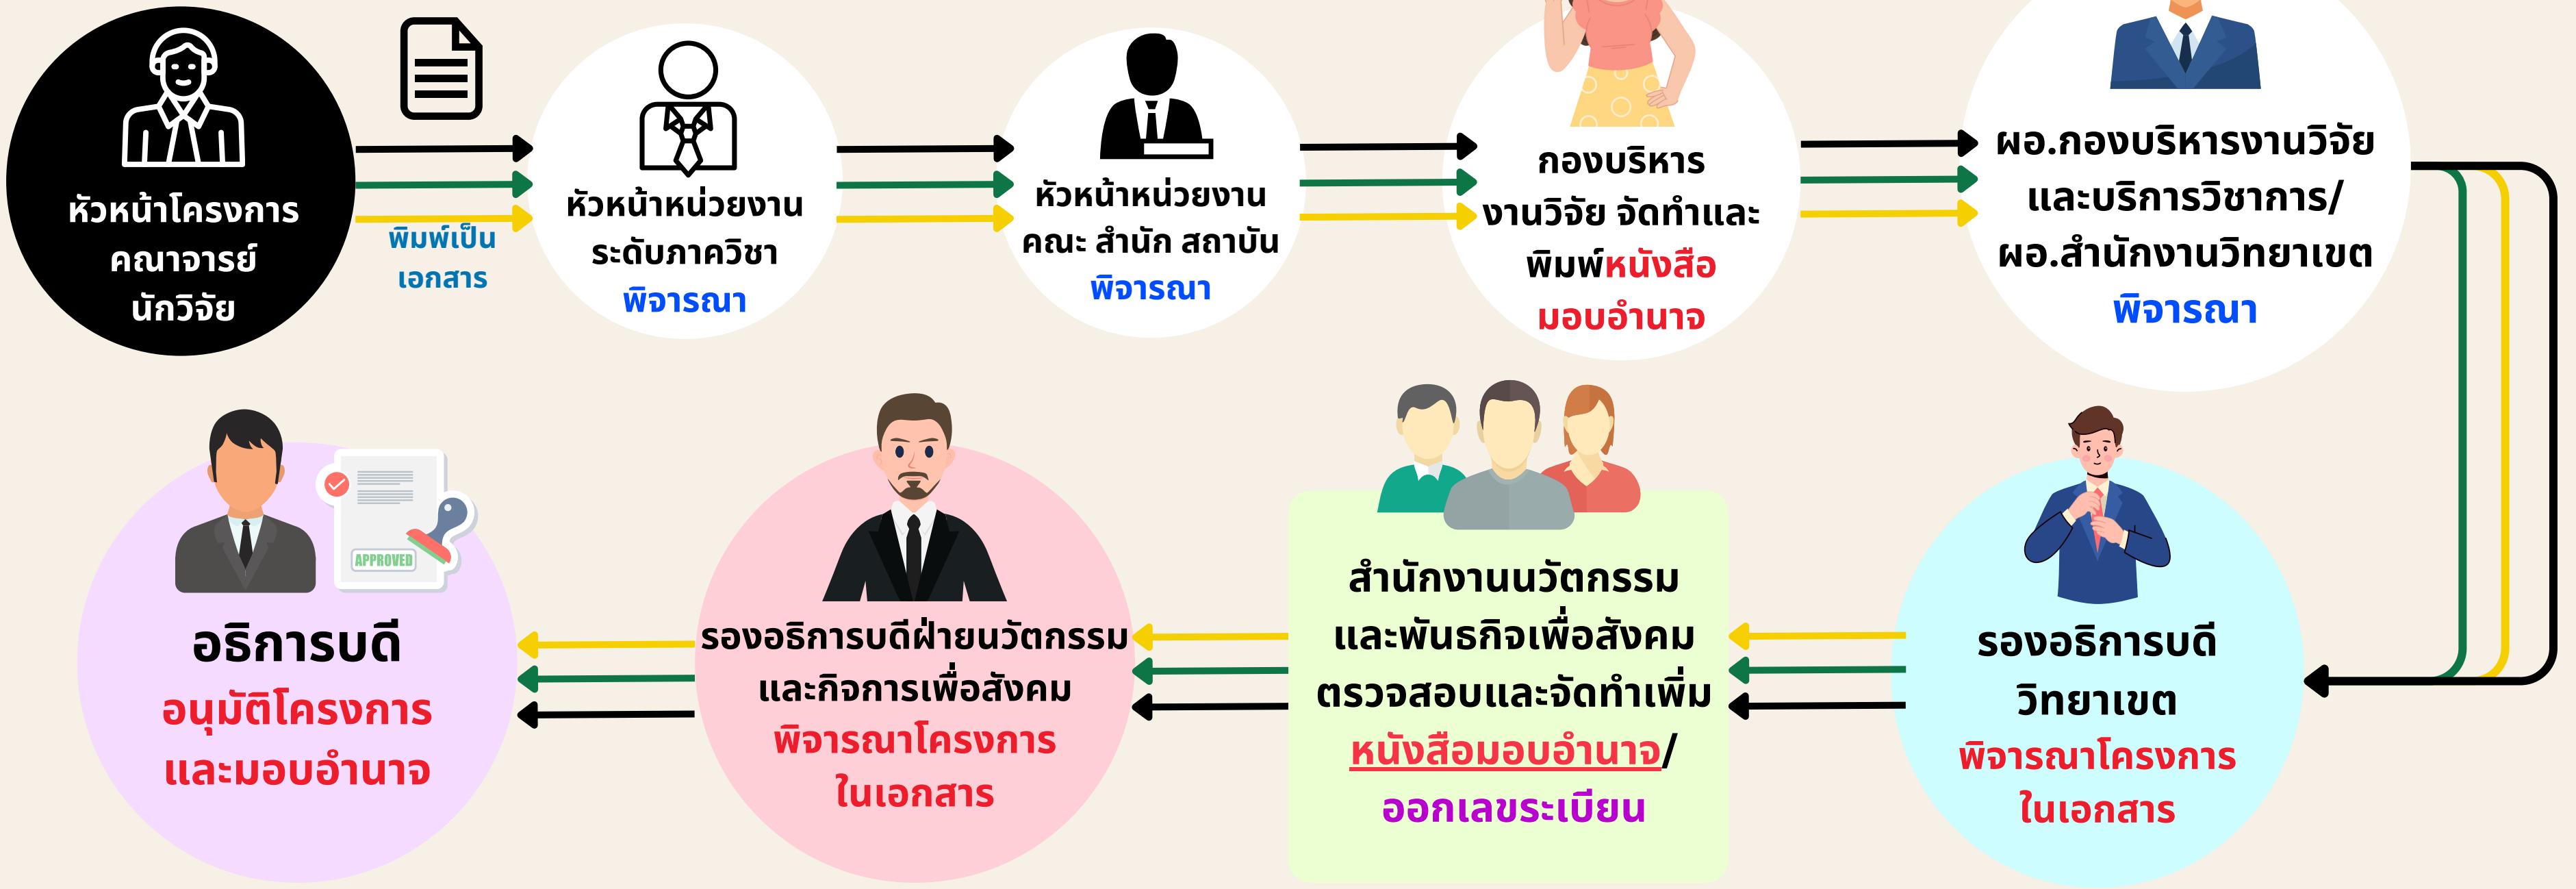 หัวหน้าโครงการ
คณาจารย์
นักวิจัย
พิมพ์เป็น
เอกสาร
หัวหน้าหน่วยงาน
ระดับภาควิชา
พิจารณา
หัวหน้าหน่วยงาน
คณะ สำนัก สถาบัน
พิจารณา
กองบริหาร
งานวิจัย จัดทำและ
พิมพ์หนังสือ
มอบอำนาจ
ผอ.กองบริหารงานวิจัย
และบริการวิชาการ/
ผอ.สำนักงานวิทยาเขต
พิจารณา
รองอธิการบดี
วิทยาเขต
พิจารณาโครงการ
ในเอกสาร
สำนักงานนวัตกรรม
และพันธกิจเพื่อสังคม
ตรวจสอบและจัดทำเพิ่ม
หนังสือมอบอำนาจ/
ออกเลขระเบียน
รองอธิการบดีฝ่ายนวัตกรรม
และกิจการเพื่อสังคม
พิจารณาโครงการ
ในเอกสาร
APPROVED
อธิการบดี
อนุมัติโครงการ
และมอบอำนาจ